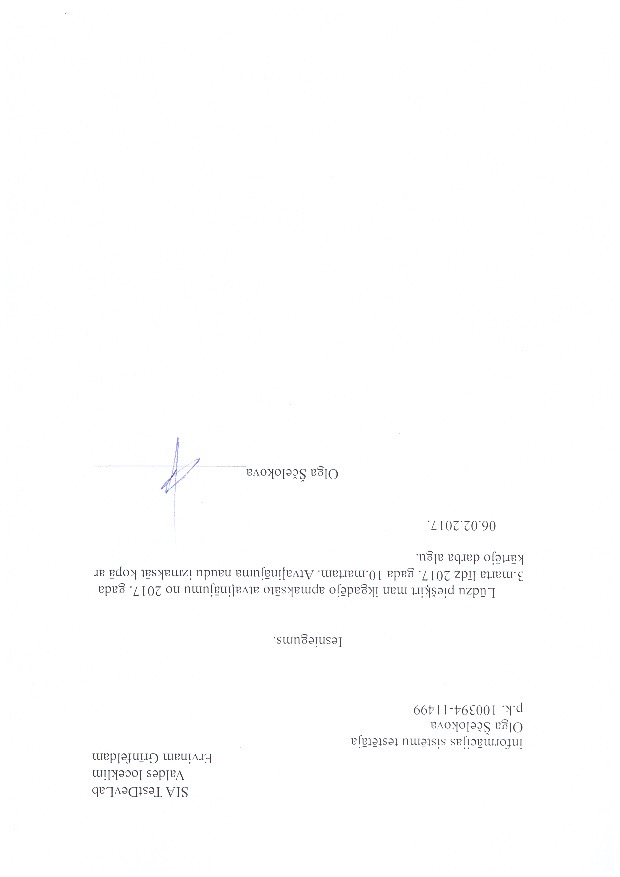 SIA TestDevLab
Valdes loceklim
Ervinam Grīnfeldam
informācijas sistēmu testētāja
Olga Ščelokova
p.k. 100394-11499
Iesniegums.
Lūdzu piešķirt man ikgadējo apmaksāto atvaļinājumu no 2017. gada
3.marta līdz 2017. gada 10.martam. Atvaļinājuma naudu izmaksāt kopā ar
kārtējo darba algu.
06.02.2017.
Olga Ščelokova